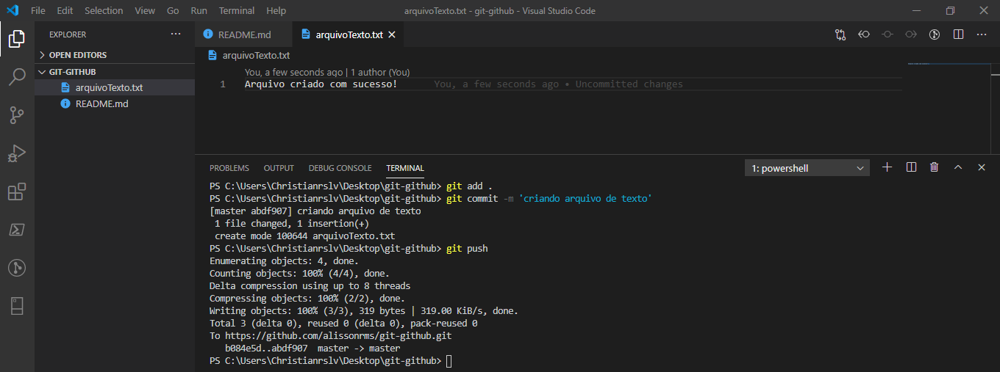 File Edit Selection View Go Run Terminal Help arquivoTexto.txt - git-github - Visual Studio Code
EXPLORER
OPEN EDITORS
GIT-GITHUB
arquivoTexto.txt
README.md
README.md arquivoTexto.txt
arquivoTexto.txt
You, a few seconds ago | 1 author (You)
1 Arquivo criado com sucesso! You, a few seconds ago • Uncommitted changes
PROBLEMS OUTPUT DEBUG CONSOLE TERMINAL 1: powershell
PS C:\Users\Christianrslv\Desktop\git-github> git add .
PS C:\Users\Christianrslv\Desktop\git-github> git commit -m 'criando arquivo de texto'
[master abdf907] criando arquivo de texto
1 file changed, 1 insertion(+)
create mode 100644 arquivoTexto.txt
PS C:\Users\Christianrslv\Desktop\git-github> git push
Enumerating objects: 4, done.
Counting objects: 100% (4/4), done.
Delta compression using up to 8 threads
Compressing objects: 100% (2/2), done.
Writing objects: 100% (3/3), 319 bytes | 319.00 KiB/s, done.
Total 3 (delta 0), reused 0 (delta 0), pack-reused 0
To https://github.com/alissonrms/git-github.git
b084e5d..abdf907 master -> master
PS C:\Users\Christianrslv\Desktop\git-github>